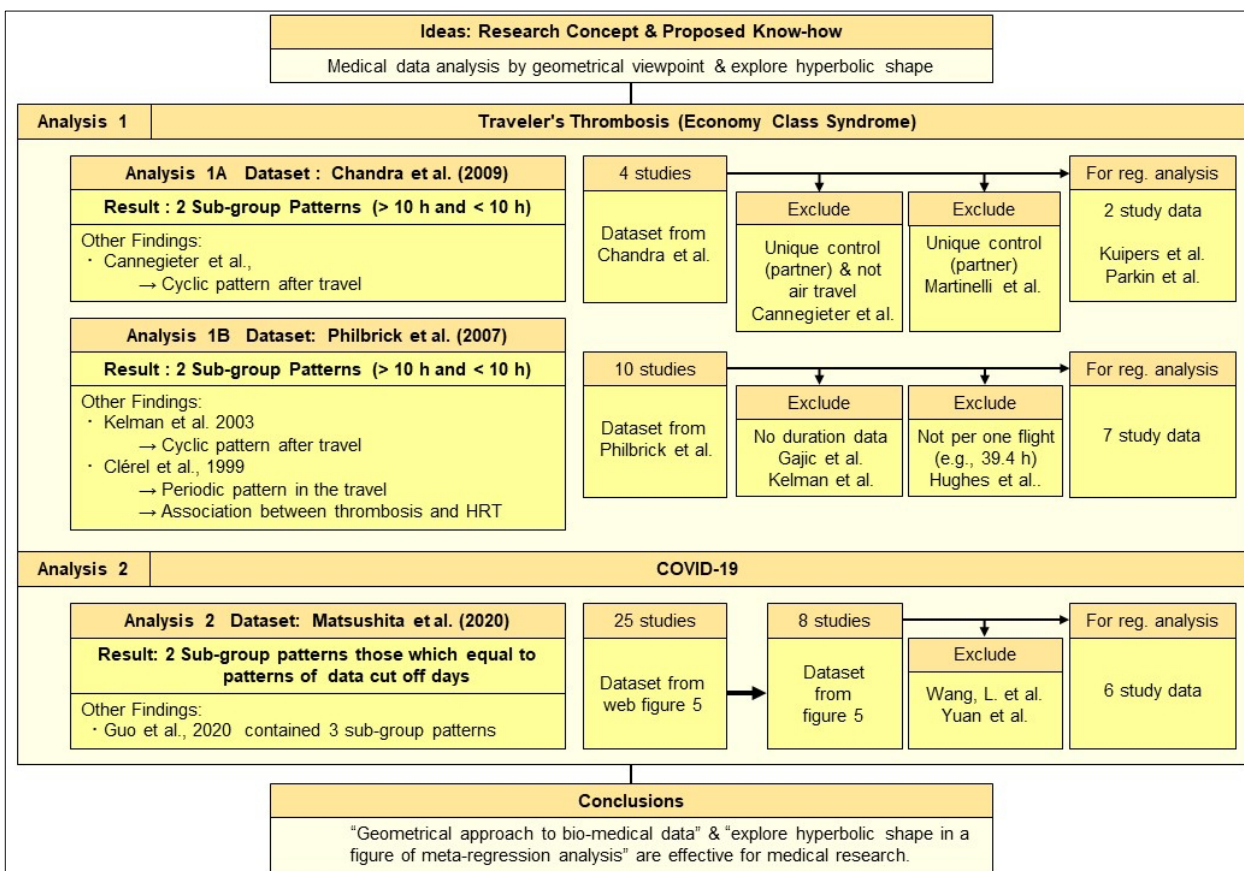 Ideas: Research Concept & Proposed Know-how
Medical data analysis by geometrical viewpoint & explore hyperbolic shape
Analysis 1
Traveler's Thrombosis (Economy Class Syndrome)
Analysis 1A Dataset : Chandra et al. (2009)
Result : 2 Sub-group Patterns (> 10 h and < 10 h)
Other Findings:
・ Cannegieter et al.,
→ Cyclic pattern after travel
4 studies
Dataset from
Chandra et al.
Exclude
Unique control
(partner) & not
air travel
Cannegieter et al.
Exclude
Unique control
(partner)
Martinelli et al.
For reg. analysis
2 study data
Kuipers et al.
Parkin et al.
Analysis 1B Dataset: Philbrick et al. (2007)
Result : 2 Sub-group Patterns (> 10 h and < 10 h)
Other Findings:
・ Kelman et al. 2003
→ Cyclic pattern after travel
・ Clérel et al., 1999
→ Periodic pattern in the travel
→ Association between thrombosis and HRT
10 studies
Dataset from
Philbrick et al.
Exclude
No duration data
Gajic et al.
Kelman et al.
Exclude
Not per one flight
(e.g., 39.4 h)
Hughes et al..
For reg. analysis
7 study data
Analysis 2
COVID-19
Analysis 2 Dataset: Matsushita et al. (2020)
Result: 2 Sub-group patterns those which equal to
patterns of data cut off days
Other Findings:
・Guo et al., 2020 contained 3 sub-group patterns
25 studies
Dataset from
web figure 5
8 studies
Dataset
from
figure 5
Exclude
Wang, L. et al.
Yuan et al.
For reg. analysis
6 study data
Conclusions
“Geometrical approach to bio-medical data” & “explore hyperbolic shape in a
figure of meta-regression analysis” are effective for medical research.